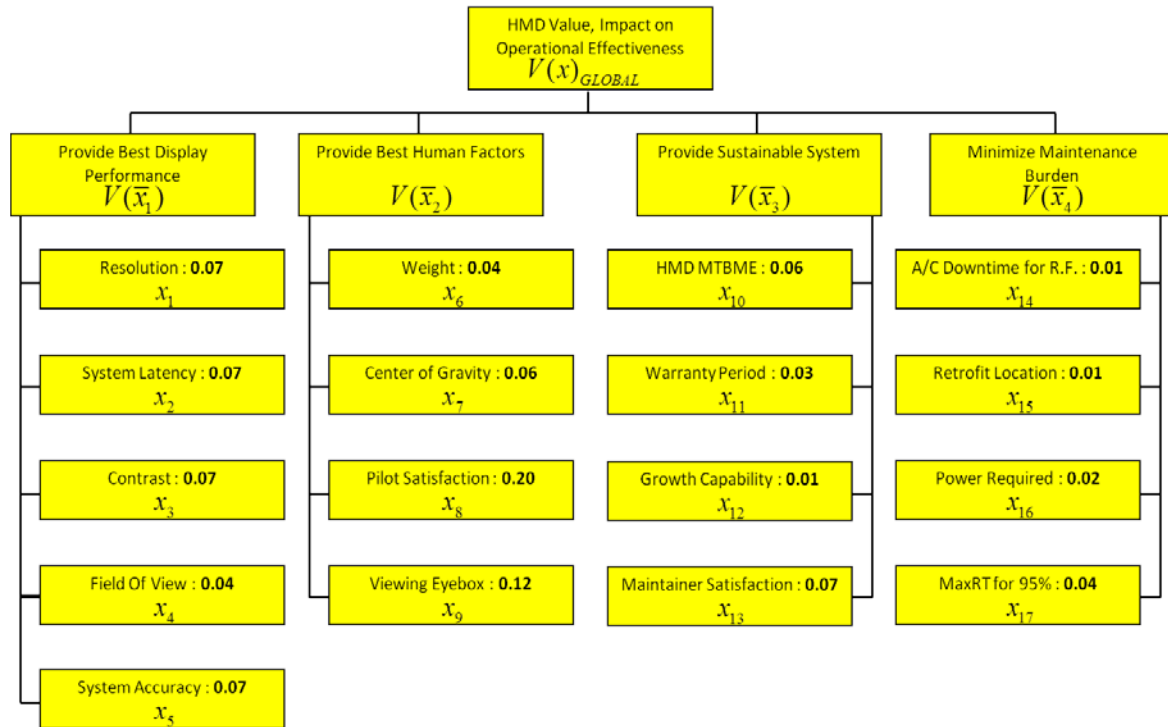 HMD Value, Impact on
Operational Effectiveness
V(x)GLOBAL
Provide Best Display
Performance
V(x̄₁)
Provide Best Human Factors
V(x̄₂)
Provide Sustainable System
V(x̄₃)
Minimize Maintenance
Burden
V(x̄₄)
Resolution : 0.07
x₁
System Latency : 0.07
x₂
Contrast : 0.07
x₃
Field Of View : 0.04
x₄
System Accuracy : 0.07
x₅
Weight : 0.04
x₆
Center of Gravity : 0.06
x₇
Pilot Satisfaction : 0.20
x₈
Viewing Eyebox : 0.12
x₉
HMD MTBME : 0.06
x₁₀
Warranty Period : 0.03
x₁₁
Growth Capability : 0.01
x₁₂
Maintainer Satisfaction : 0.07
x₁₃
A/C Downtime for R.F. : 0.01
x₁₄
Retrofit Location : 0.01
x₁₅
Power Required : 0.02
x₁₆
MaxRT for 95% : 0.04
x₁₇